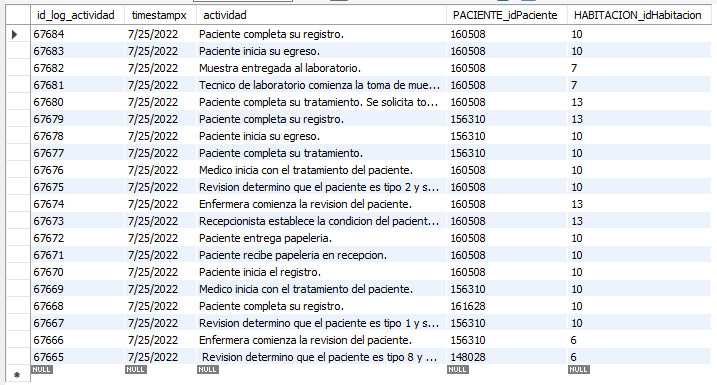 id_log_actividad timestampx actividad PACIENTE_idPaciente HABITACION_idHabitacion
67684 7/25/2022 Paciente completa su registro. 160508 10
67683 7/25/2022 Paciente inicia su egreso. 160508 10
67682 7/25/2022 Muestra entregada al laboratorio. 160508 7
67681 7/25/2022 Tecnico de laboratorio comienza la toma de mue... 160508 7
67680 7/25/2022 Paciente completa su tratamiento. Se solicita to... 160508 13
67679 7/25/2022 Paciente completa su registro. 156310 13
67678 7/25/2022 Paciente inicia su egreso. 156310 10
67677 7/25/2022 Paciente completa su tratamiento. 156310 10
67676 7/25/2022 Medico inicia con el tratamiento del paciente. 160508 10
67675 7/25/2022 Revision determino que el paciente es tipo 2 y s... 160508 10
67674 7/25/2022 Enfermera comienza la revision del paciente. 160508 13
67673 7/25/2022 Recepcionista establece la condicion del pacient... 160508 13
67672 7/25/2022 Paciente entrega papeleria. 160508 10
67671 7/25/2022 Paciente recibe papeleria en recepcion. 160508 10
67670 7/25/2022 Paciente inicia el registro. 160508 10
67669 7/25/2022 Medico inicia con el tratamiento del paciente. 156310 10
67668 7/25/2022 Paciente completa su registro. 161628 10
67667 7/25/2022 Revision determino que el paciente es tipo 1 y s... 156310 10
67666 7/25/2022 Enfermera comienza la revision del paciente. 156310 6
67665 7/25/2022 Revision determino que el paciente es tipo 8 y ... 148028 6
NULL NULL NULL NULL NULL